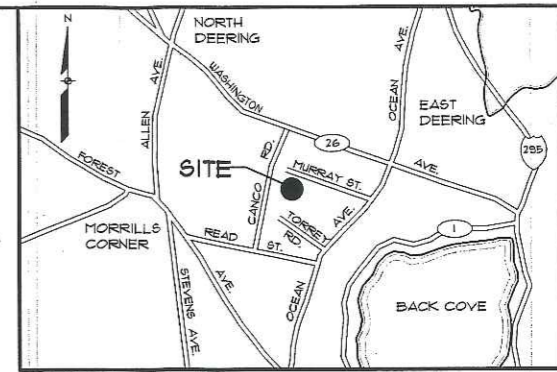 N
NORTH
DEERING
ALLEN AVE.
WASHINGTON AVE.
OCEAN AVE.
EAST
DEERING
26
295
FOREST AVE.
SITE
CANCO RD.
MURRAY ST.
1
MORRILLS
CORNER
READ ST.
TORREY
RD.
OCEAN AVE.
STEVENS AVE.
BACK COVE